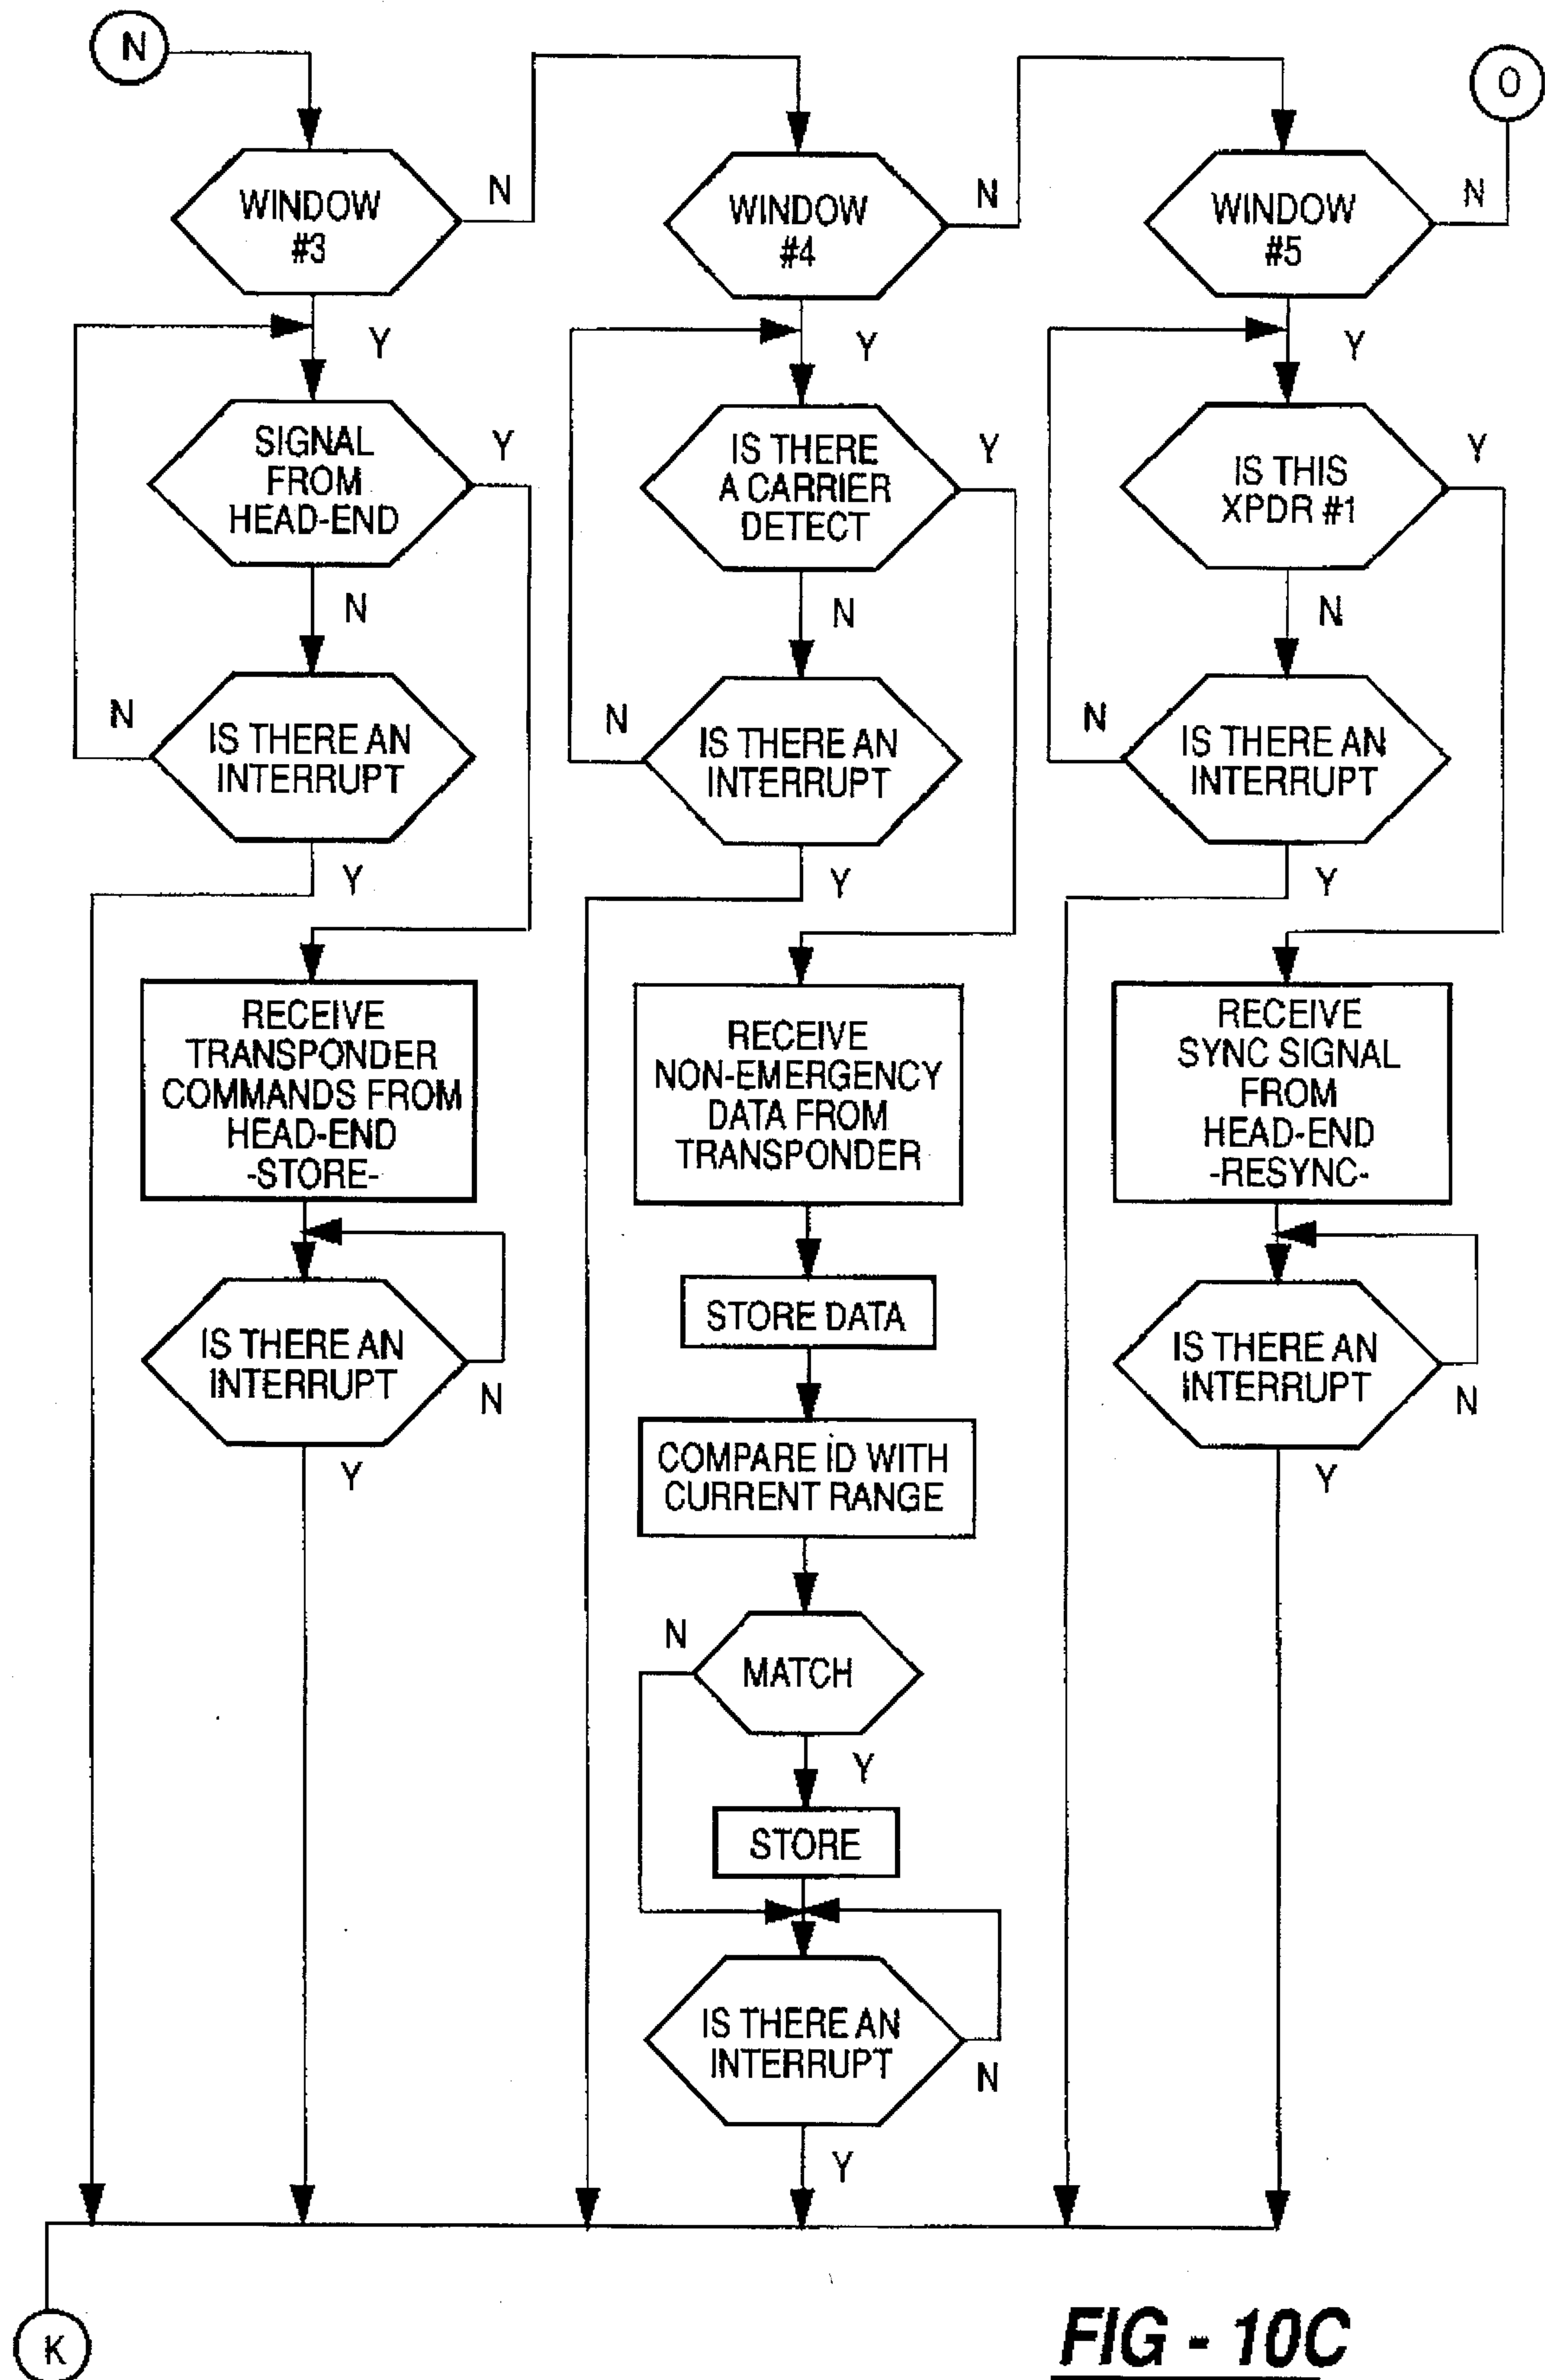 N
O
WINDOW
#3
N
WINDOW
#4
N
WINDOW
#5
N
Y
Y
Y
SIGNAL
FROM
HEAD-END
Y
IS THERE
A CARRIER
DETECT
Y
IS THIS
XPDR #1
Y
N
N
N
N
IS THERE AN
INTERRUPT
N
IS THERE AN
INTERRUPT
N
IS THERE AN
INTERRUPT
Y
Y
Y
RECEIVE
TRANSPONDER
COMMANDS FROM
HEAD-END
-STORE-
RECEIVE
NON-EMERGENCY
DATA FROM
TRANSPONDER
RECEIVE
SYNC SIGNAL
FROM
HEAD-END
-RESYNC-
IS THERE AN
INTERRUPT
N
Y
STORE DATA
COMPARE ID WITH
CURRENT RANGE
IS THERE AN
INTERRUPT
N
Y
N
MATCH
Y
STORE
IS THERE AN
INTERRUPT
N
Y
K
FIG - 10C